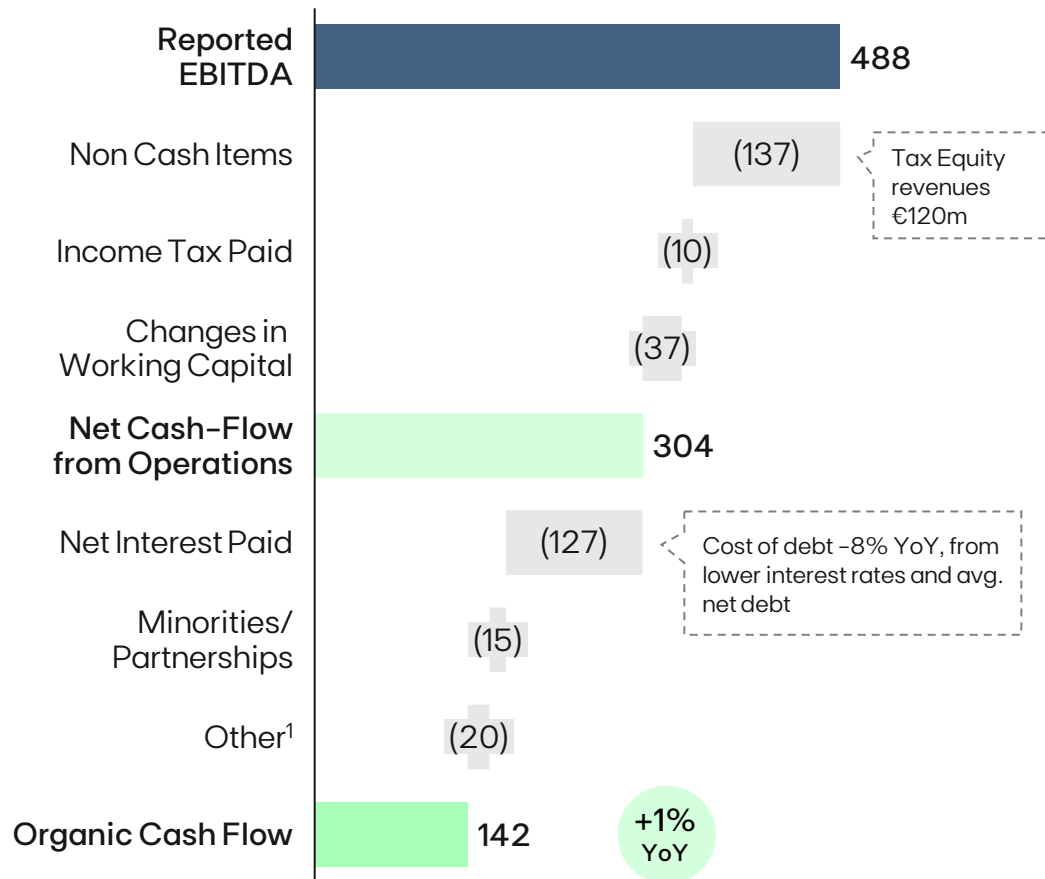 Reported
EBITDA
488
Non Cash Items
(137)
Tax Equity
revenues
€120m
Income Tax Paid
(10)
Changes in
Working Capital
(37)
Net Cash-Flow
from Operations
304
Net Interest Paid
(127)
Cost of debt -8% YoY, from
lower interest rates and avg.
net debt
Minorities/
Partnerships
(15)
Other¹
(20)
Organic Cash Flow
142
+1%
YoY